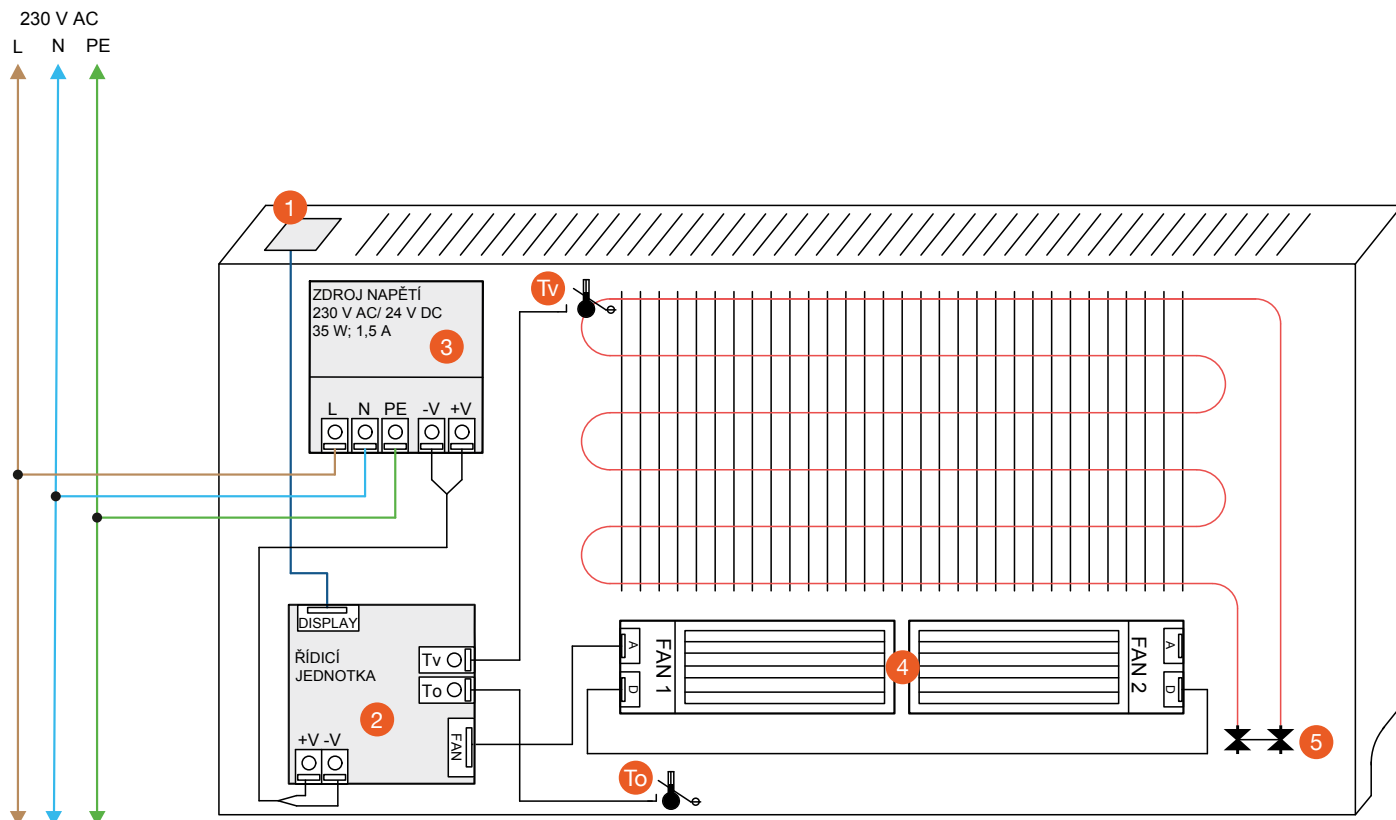 230 V AC
L N PE
1
Tv
ZDROJ NAPĚTÍ
230 V AC/ 24 V DC
35 W; 1,5 A
3
L N PE -V +V
DISPLAY
ŘÍDICÍ
JEDNOTKA
Tv
To
2
+V -V
FAN
A
D
FAN 1
4
FAN 2
A
D
5
To